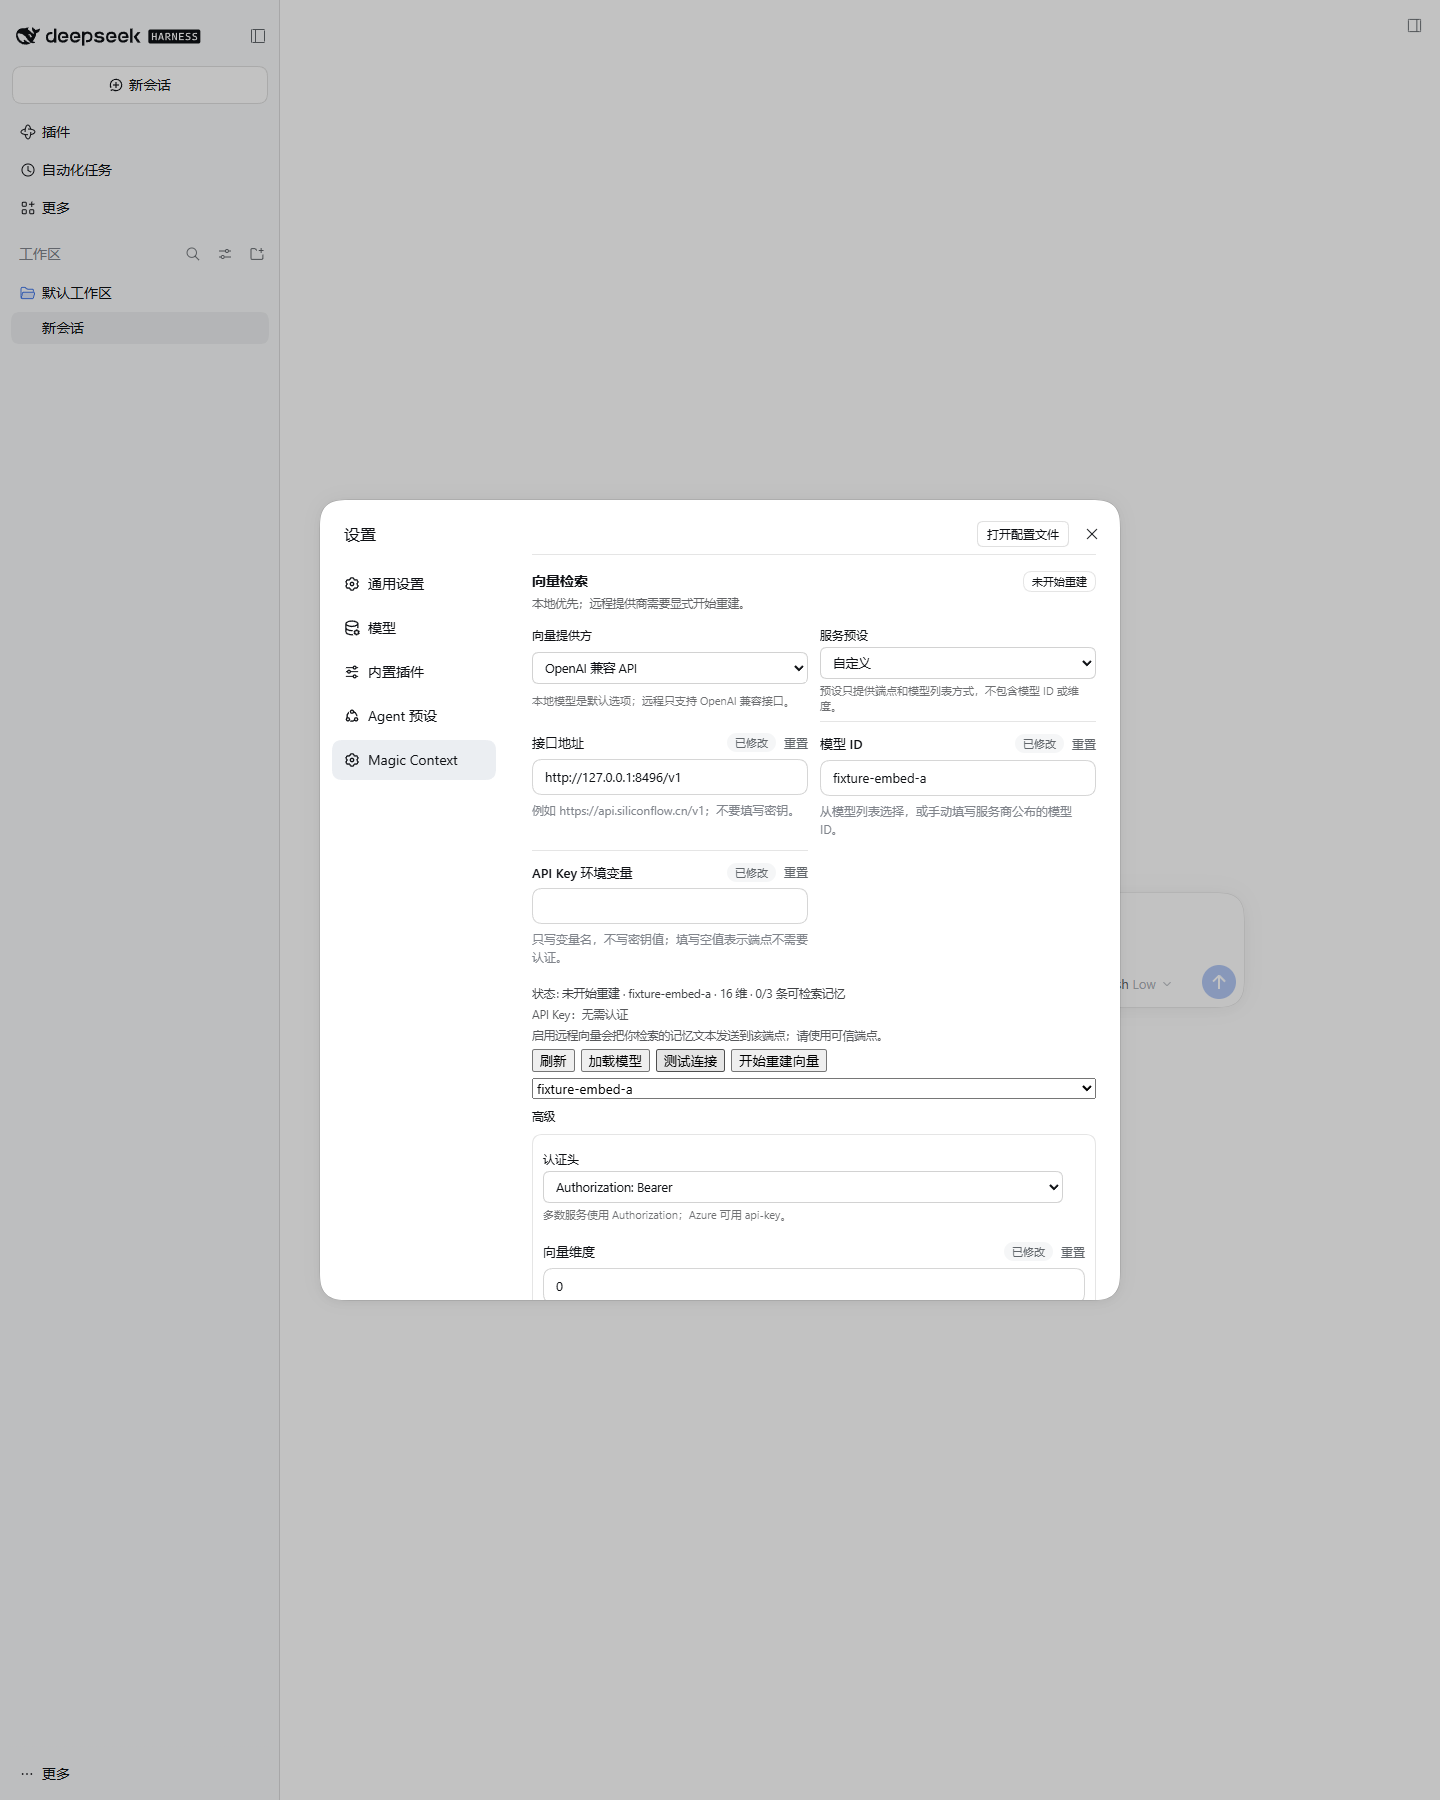 deepseek HARNESS
新会话
插件
自动化任务
更多
工作区
默认工作区
新会话
设置
打开配置文件
通用设置
模型
内置插件
Agent 预设
Magic Context
向量检索
未开始重建
本地优先；远程提供商需要显式开始重建。
向量提供方
OpenAI 兼容 API
本地模型是默认选项；远程只支持 OpenAI 兼容接口。
服务预设
自定义
预设只提供端点和模型列表方式，不包含模型 ID 或维
度。
接口地址
已修改 重置
http://127.0.0.1:8496/v1
例如 https://api.siliconflow.cn/v1；不要填写密钥。
模型 ID
已修改 重置
fixture-embed-a
从模型列表选择，或手动填写服务商公布的模型
ID。
API Key 环境变量
已修改 重置
只写变量名，不写密钥值；填写空值表示端点不需要
认证。
状态: 未开始重建 · fixture-embed-a · 16 维 · 0/3 条可检索记忆
API Key：无需认证
启用远程向量会把你检索的记忆文本发送到该端点；请使用可信端点。
刷新 加载模型 测试连接 开始重建向量
fixture-embed-a
高级
认证头
Authorization: Bearer
多数服务使用 Authorization；Azure 可用 api-key。
向量维度
已修改 重置
0
sh Low
更多